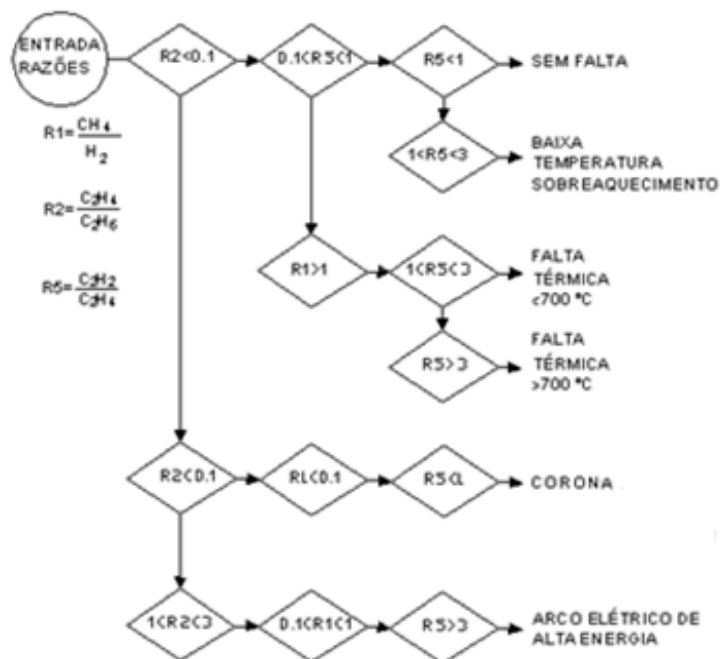 ENTRADA
RAZÕES
R2<0.1
0.1<R5<1
R5<1
SEM FALTA
R1=CH4/H2
1<R5<3
BAIXA
TEMPERATURA
SOBREAQUECIMENTO
R2=C2H4/C2H6
R1>1
1<R5<3
FALTA
TÉRMICA
<700 °C
R5=C2H2/C2H4
R5>3
FALTA
TÉRMICA
>700 °C
R2<0.1
R1<0.1
R5<1
CORONA
1<R2<3
0.1<R1<1
R5>3
ARCO ELÉTRICO DE
ALTA ENERGIA